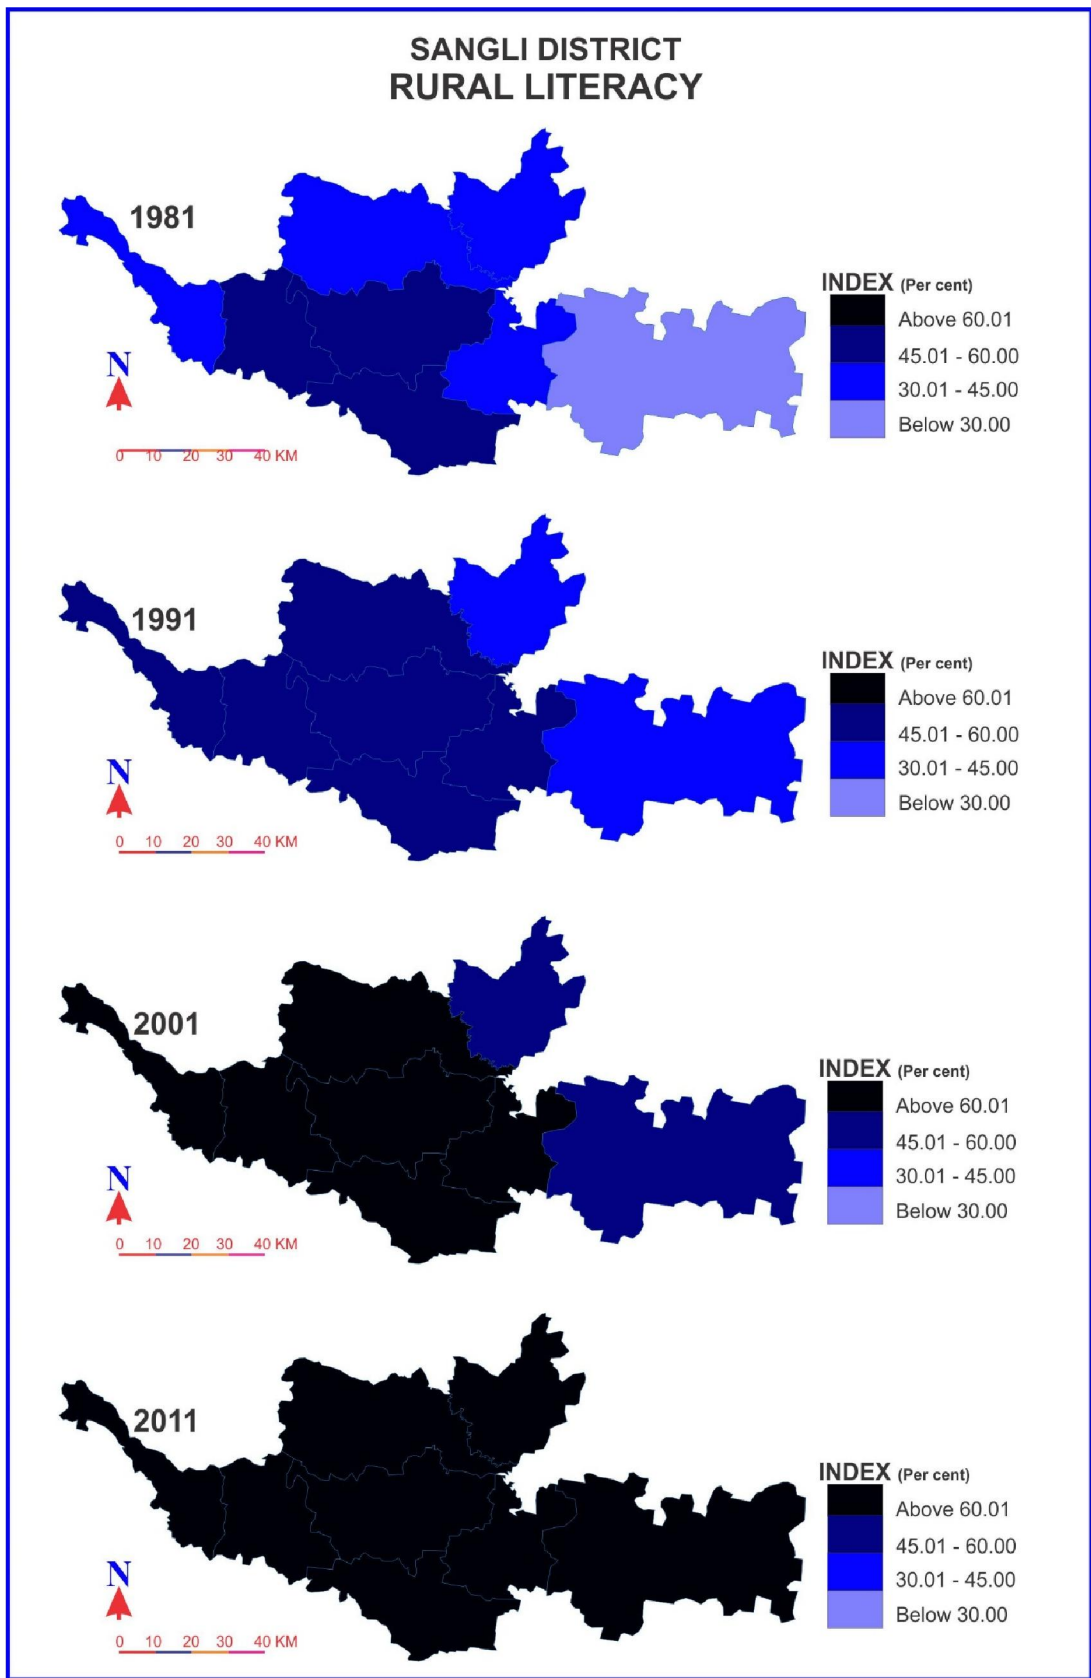 SANGLI DISTRICT
RURAL LITERACY
1981
INDEX (Per cent)
Above 60.01
45.01 - 60.00
30.01 - 45.00
Below 30.00
N
0 10 20 30 40 KM
1991
INDEX (Per cent)
Above 60.01
45.01 - 60.00
30.01 - 45.00
Below 30.00
N
0 10 20 30 40 KM
2001
INDEX (Per cent)
Above 60.01
45.01 - 60.00
30.01 - 45.00
Below 30.00
N
0 10 20 30 40 KM
2011
INDEX (Per cent)
Above 60.01
45.01 - 60.00
30.01 - 45.00
Below 30.00
N
0 10 20 30 40 KM